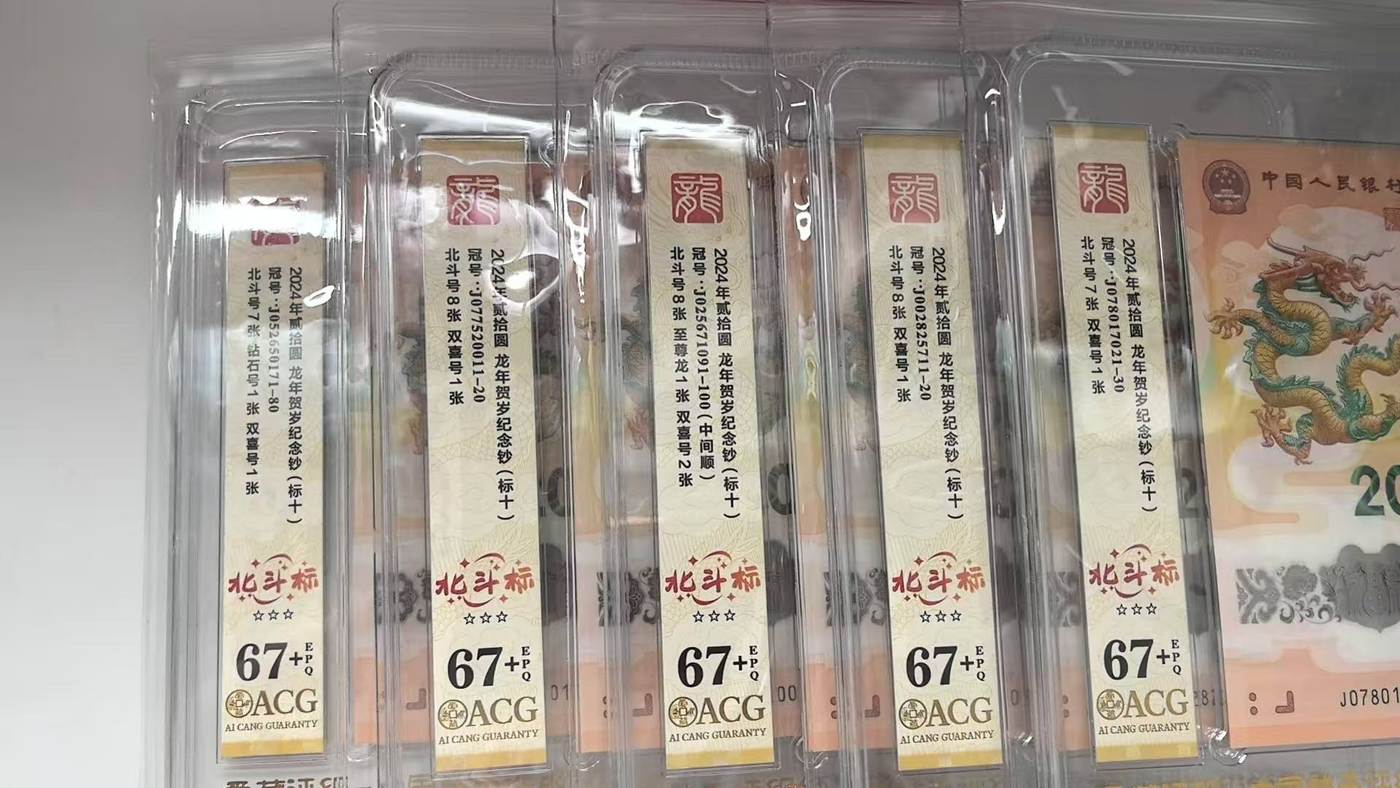 2024年贰拾圆 龙年贺岁纪念钞(标十)
冠号:J052650171-80
北斗号7张 钻石号1张 双喜号1张
北斗标
67+
EPQ
ACG
AI CANG GUARANTY
龍
2024年贰拾圆 龙年贺岁纪念钞(标十)
冠号:J077520011-20
北斗号8张 双喜号1张
北斗标
67+
EPQ
ACG
AI CANG GUARANTY
龍
2024年贰拾圆 龙年贺岁纪念钞(标十)
冠号:J025671091-100(中间顺)
北斗号8张 至尊龙1张 双喜号2张
北斗标
67+
EPQ
ACG
AI CANG GUARANTY
龍
2024年贰拾圆 龙年贺岁纪念钞(标十)
冠号:J002825711-20
北斗号8张 双喜号1张
北斗标
67+
EPQ
ACG
AI CANG GUARANTY
龍
2024年贰拾圆 龙年贺岁纪念钞(标十)
冠号:J078017021-30
北斗号7张 双喜号1张
北斗标
67+
EPQ
ACG
AI CANG GUARANTY
中国人民银
20
J07801